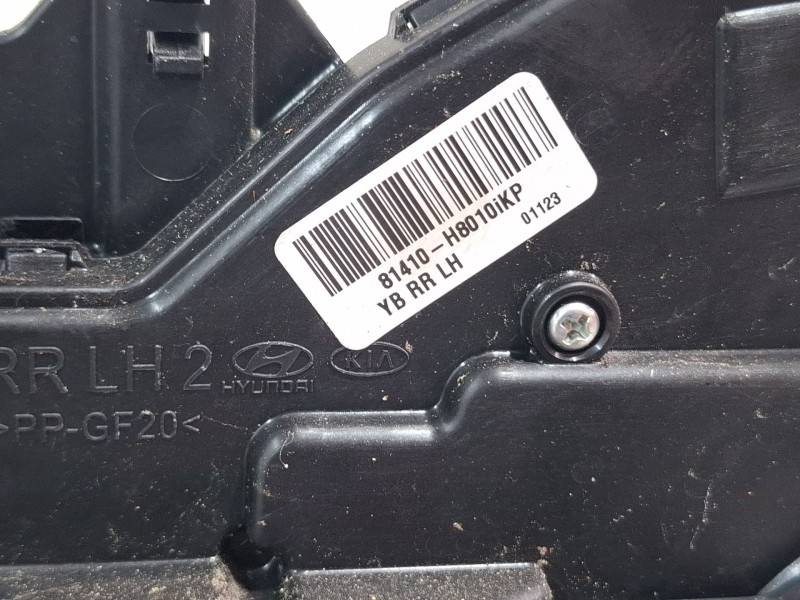 81410-H8010iKP
YB RR LH
01123
RR LH 2 HYUNDAI KIA
>PP-GF20<